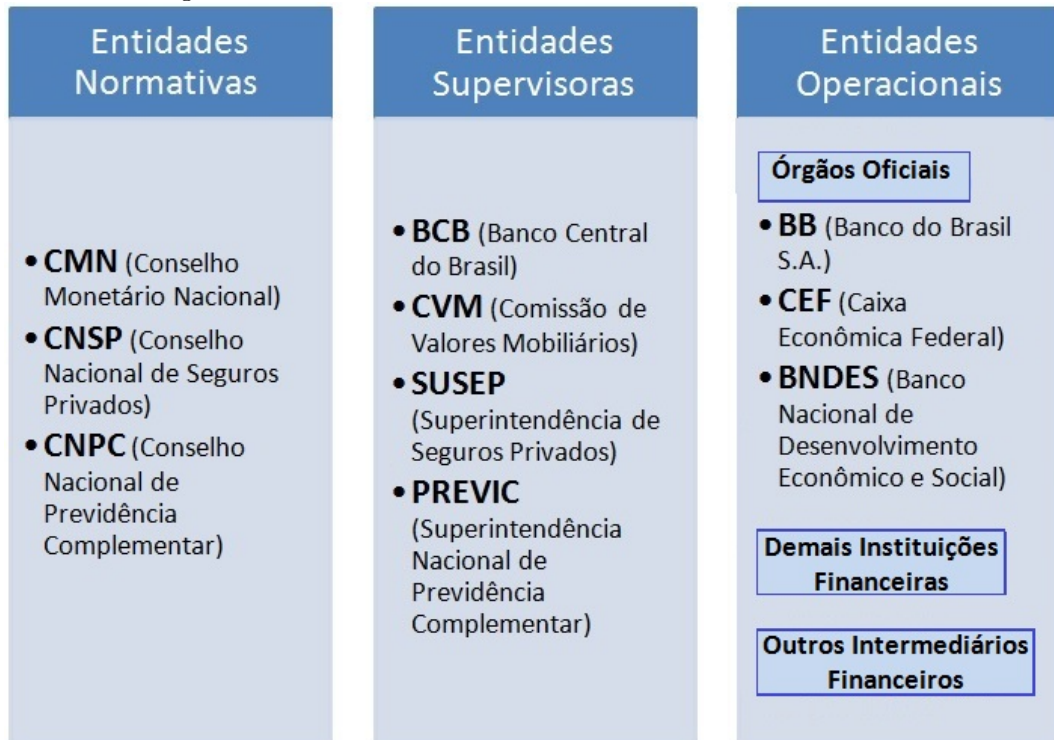 Entidades
Normativas
• CMN (Conselho
Monetário Nacional)
• CNSP (Conselho
Nacional de Seguros
Privados)
• CNPC (Conselho
Nacional de
Previdência
Complementar)
Entidades
Supervisoras
• BCB (Banco Central
do Brasil)
• CVM (Comissão de
Valores Mobiliários)
• SUSEP
(Superintendência de
Seguros Privados)
• PREVIC
(Superintendência
Nacional de
Previdência
Complementar)
Entidades
Operacionais
Órgãos Oficiais
• BB (Banco do Brasil
S.A.)
• CEF (Caixa
Econômica Federal)
• BNDES (Banco
Nacional de
Desenvolvimento
Econômico e Social)
Demais Instituições
Financeiras
Outros Intermediários
Financeiros